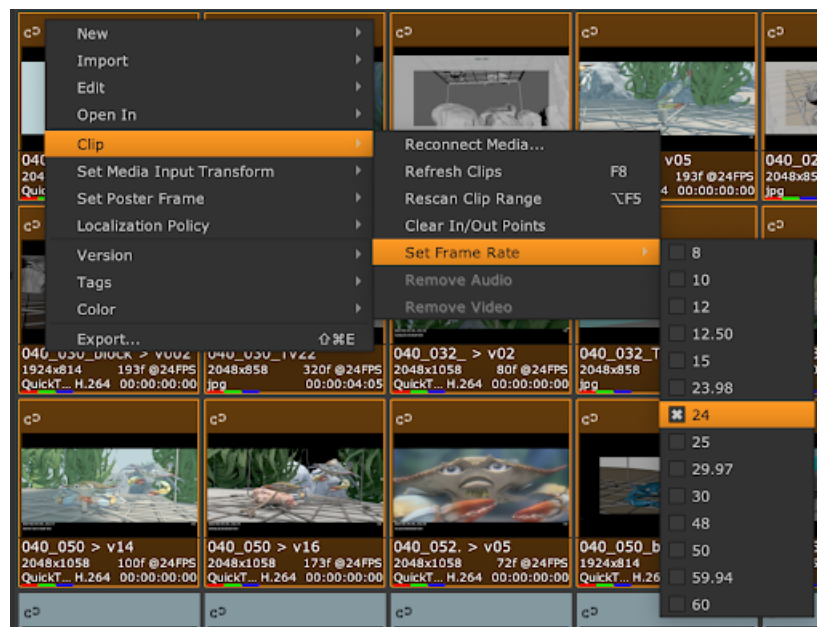 New
Import
Edit
Open In
Clip
Set Media Input Transform
Set Poster Frame
Localization Policy
Version
Tags
Color
Export... ⇧⌘E
Reconnect Media...
Refresh Clips F8
Rescan Clip Range ⌥F5
Clear In/Out Points
Set Frame Rate
Remove Audio
Remove Video
8
10
12
12.50
15
23.98
24
25
29.97
30
48
50
59.94
60
040
204
Quic
v05
193f @24FPS
4 00:00:00:00
040_02
2048x85
jpg
040_030_block > v002
1924x814 193f @24FPS
QuickT... H.264 00:00:00:00
040_030_TV22
2048x858 320f @24FPS
jpg 00:00:04:05
040_032_ > v02
2048x1058 80f @24FPS
QuickT... H.264 00:00:00:00
040_032_T
2048x858
jpg
040_050 > v14
2048x1058 100f @24FPS
QuickT... H.264 00:00:00:00
040_050 > v16
2048x1058 173f @24FPS
QuickT... H.264 00:00:00:00
040_052. > v05
2048x1058 72f @24FPS
QuickT... H.264 00:00:00:00
040_050_b
1924x814
QuickT... H.26